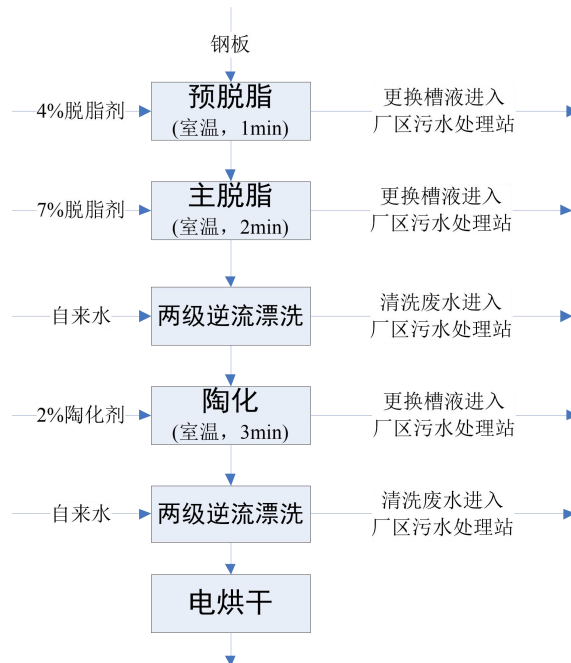 钢板
4%脱脂剂
预脱脂
(室温，1min)
更换槽液进入
厂区污水处理站
7%脱脂剂
主脱脂
(室温，2min)
更换槽液进入
厂区污水处理站
自来水
两级逆流漂洗
清洗废水进入
厂区污水处理站
2%陶化剂
陶化
(室温，3min)
更换槽液进入
厂区污水处理站
自来水
两级逆流漂洗
清洗废水进入
厂区污水处理站
电烘干